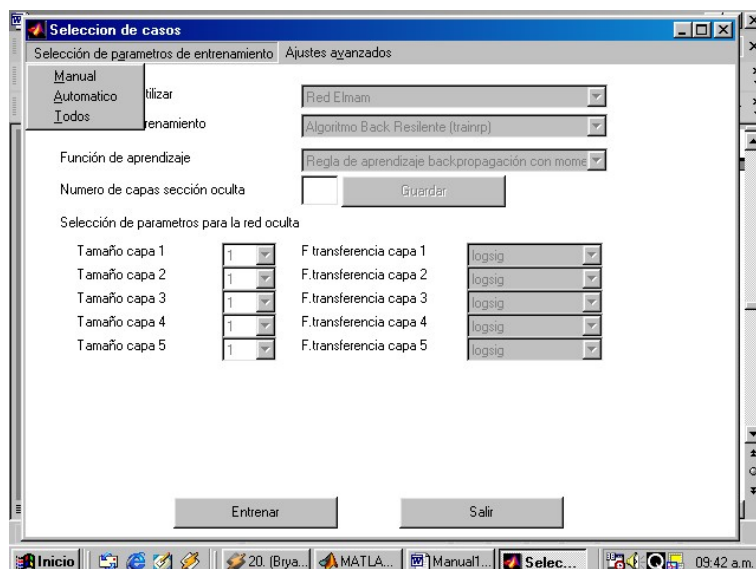 Seleccion de casos
Selección de parametros de entrenamiento Ajustes avanzados
Manual
Automatico
Todos
tilizar Red Elmam
renamiento Algoritmo Back Resilente (trainrp)
Función de aprendizaje Regla de aprendizaje backpropagación con mome
Numero de capas sección oculta Guardar
Selección de parametros para la red oculta
Tamaño capa 1 1 F transferencia capa 1 logsig
Tamaño capa 2 1 F.transferencia capa 2 logsig
Tamaño capa 3 1 F.transferencia capa 3 logsig
Tamaño capa 4 1 F.transferencia capa 4 logsig
Tamaño capa 5 1 F.transferencia capa 5 logsig
Entrenar Salir
Inicio 20. (Brya... MATLA... Manual1... Selec... 09:42 a.m.